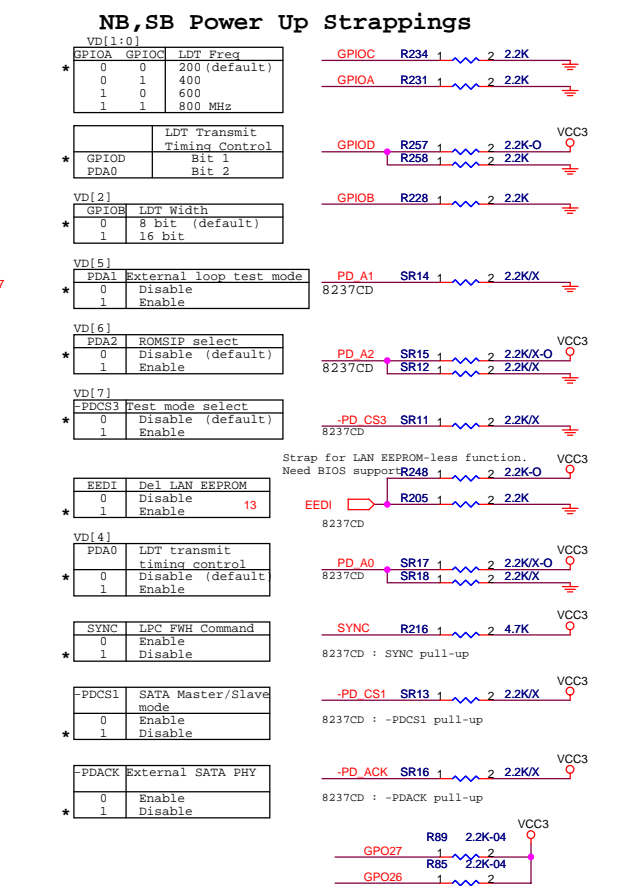 NB,SB Power Up Strappings
VD[1:0]
GPIOA GPIOC LDT Freq
* 0 0 200 (default)
0 1 400
1 0 600
1 1 800 MHz
GPIOC R234 1 2 2.2K
GPIOA R231 1 2 2.2K
LDT Transmit
Timing Control
* GPIOD Bit 1
PDA0 Bit 2
VCC3
GPIOD R257 1 2 2.2K-O
R258 1 2 2.2K
VD[2]
GPIOB LDT Width
* 0 8 bit (default)
1 16 bit
GPIOB R228 1 2 2.2K
VD[5]
PDA1 External loop test mode
* 0 Disable
1 Enable
7
PD_A1 SR14 1 2 2.2K/X
8237CD
VD[6]
PDA2 ROMSIP select
* 0 Disable (default)
1 Enable
VCC3
PD_A2 SR15 1 2 2.2K/X-O
8237CD SR12 1 2 2.2K/X
VD[7]
-PDCS3 Test mode select
* 0 Disable (default)
1 Enable
-PD_CS3 SR11 1 2 2.2K/X
8237CD
Strap for LAN EEPROM-less function.
Need BIOS support
VCC3
R248 1 2 2.2K-O
EEDI R205 1 2 2.2K
8237CD
EEDI Del LAN EEPROM
0 Disable
* 1 Enable 13
VD[4]
PDA0 LDT transmit
timing control
* 0 Disable (default)
1 Enable
VCC3
PD_A0 SR17 1 2 2.2K/X-O
8237CD SR18 1 2 2.2K/X
SYNC LPC FWH Command
0 Enable
* 1 Disable
VCC3
SYNC R216 1 2 4.7K
8237CD : SYNC pull-up
-PDCS1 SATA Master/Slave
mode
0 Enable
* 1 Disable
VCC3
-PD_CS1 SR13 1 2 2.2K/X
8237CD : -PDCS1 pull-up
-PDACK External SATA PHY
0 Enable
* 1 Disable
VCC3
-PD_ACK SR16 1 2 2.2K/X
8237CD : -PDACK pull-up
VCC3
R89 2.2K-04
GPO27 1 2
R85 2.2K-04
GPO26 1 2